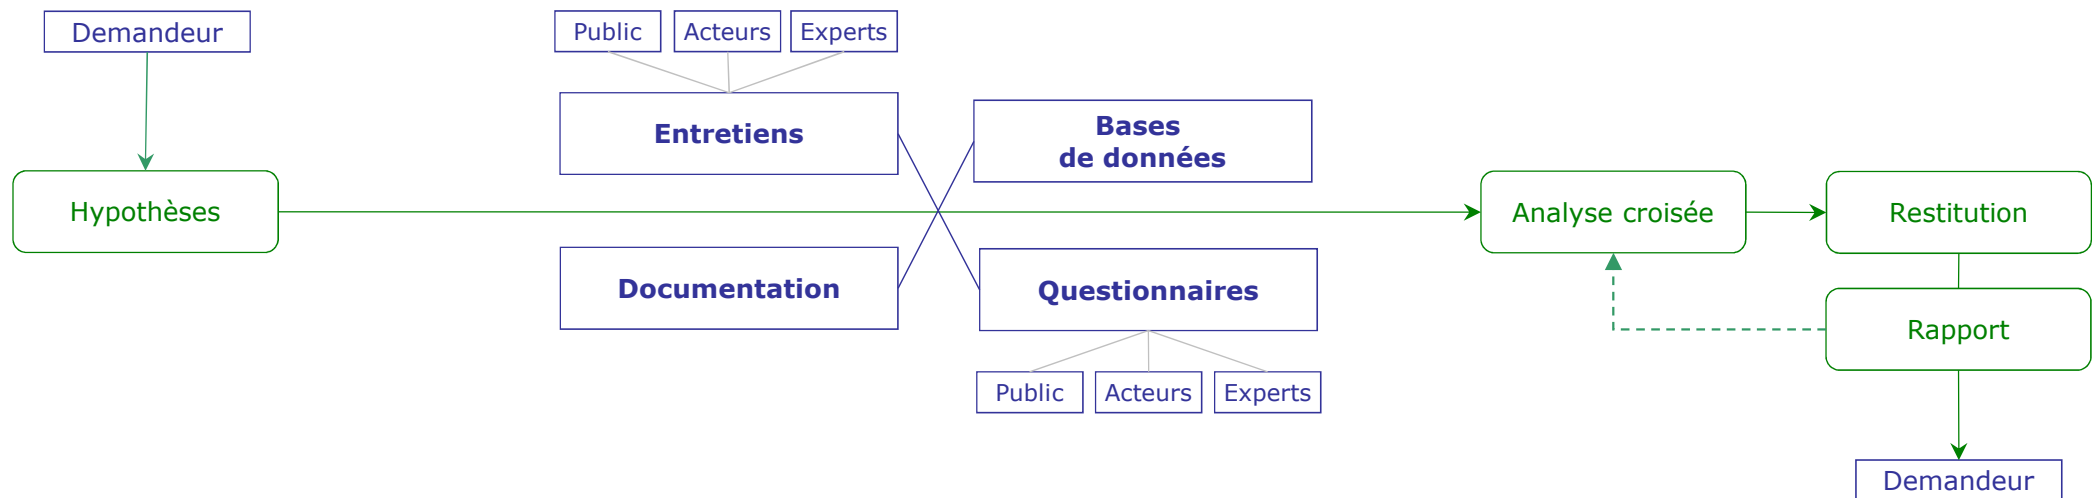 Demandeur
Public
Acteurs
Experts
Entretiens
Bases
de données
Hypothèses
Analyse croisée
Restitution
Documentation
Questionnaires
Rapport
Public
Acteurs
Experts
Demandeur